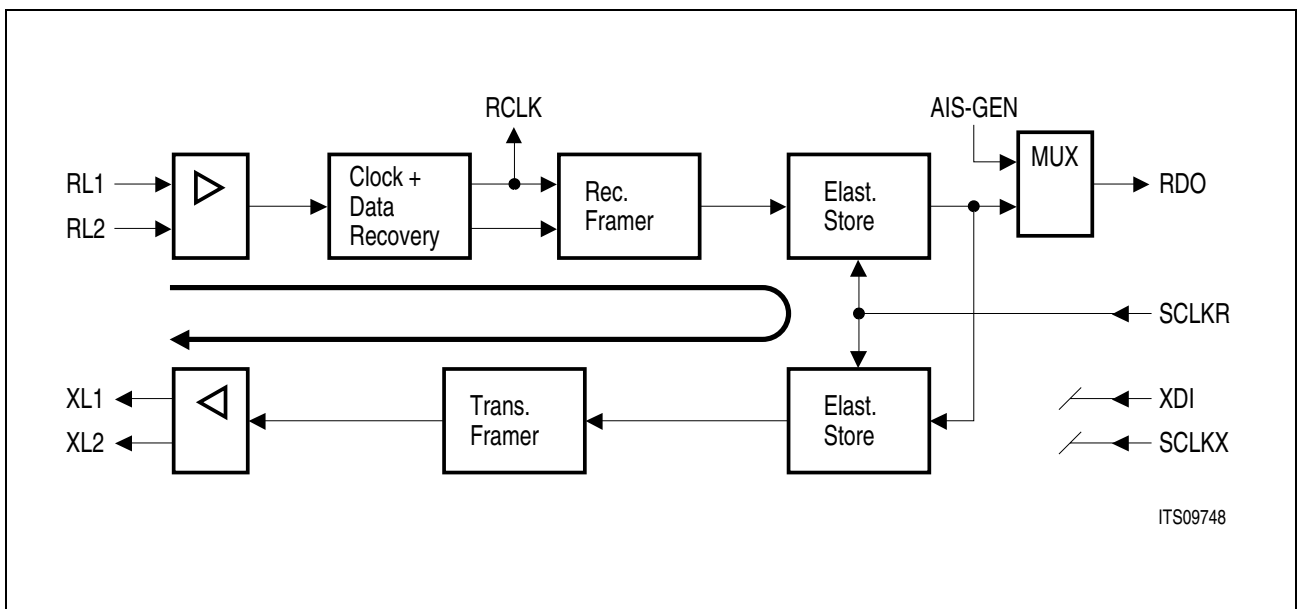 RCLK
AIS-GEN
RL1
RL2
Clock +
Data
Recovery
Rec.
Framer
Elast.
Store
MUX
RDO
SCLKR
XL1
XL2
Trans.
Framer
Elast.
Store
XDI
SCLKX
ITS09748